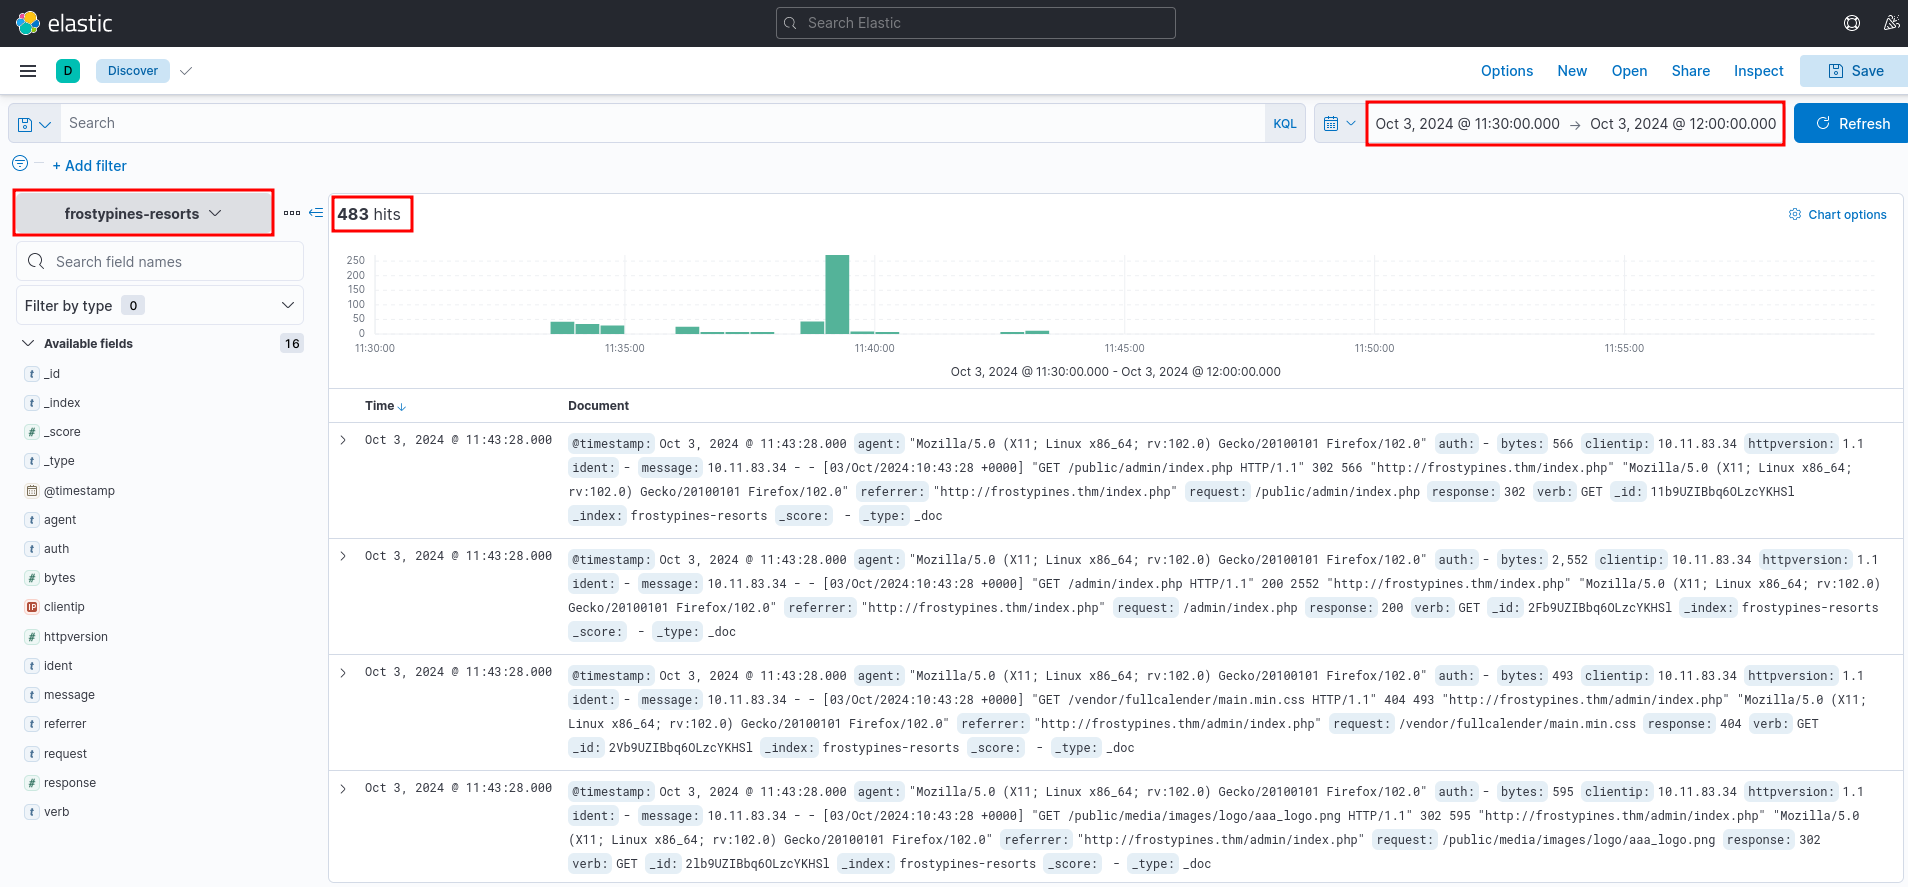 elastic
Search Elastic
D
Discover
Options New Open Share Inspect Save
Search
KQL
Oct 3, 2024 @ 11:30:00.000 → Oct 3, 2024 @ 12:00:00.000
Refresh
+ Add filter
frostypines-resorts
483 hits
Chart options
Search field names
Filter by type 0
Available fields 16
t _id
t _index
# _score
t _type
@timestamp
t agent
t auth
# bytes
IP clientip
# httpversion
t ident
t message
t referrer
t request
# response
t verb
250
200
150
100
50
0
11:30:00 11:35:00 11:40:00 11:45:00 11:50:00 11:55:00
Oct 3, 2024 @ 11:30:00.000 - Oct 3, 2024 @ 12:00:00.000
Time ↓ Document
Oct 3, 2024 @ 11:43:28.000 @timestamp: Oct 3, 2024 @ 11:43:28.000 agent: "Mozilla/5.0 (X11; Linux x86_64; rv:102.0) Gecko/20100101 Firefox/102.0" auth: - bytes: 566 clientip: 10.11.83.34 httpversion: 1.1
ident: - message: 10.11.83.34 - - [03/Oct/2024:10:43:28 +0000] "GET /public/admin/index.php HTTP/1.1" 302 566 "http://frostypines.thm/index.php" "Mozilla/5.0 (X11; Linux x86_64;
rv:102.0) Gecko/20100101 Firefox/102.0" referrer: "http://frostypines.thm/index.php" request: /public/admin/index.php response: 302 verb: GET _id: 11b9UZIBbq6OLzcYKHSl
_index: frostypines-resorts _score: - _type: _doc
Oct 3, 2024 @ 11:43:28.000 @timestamp: Oct 3, 2024 @ 11:43:28.000 agent: "Mozilla/5.0 (X11; Linux x86_64; rv:102.0) Gecko/20100101 Firefox/102.0" auth: - bytes: 2,552 clientip: 10.11.83.34 httpversion: 1.1
ident: - message: 10.11.83.34 - - [03/Oct/2024:10:43:28 +0000] "GET /admin/index.php HTTP/1.1" 200 2552 "http://frostypines.thm/index.php" "Mozilla/5.0 (X11; Linux x86_64; rv:102.0)
Gecko/20100101 Firefox/102.0" referrer: "http://frostypines.thm/index.php" request: /admin/index.php response: 200 verb: GET _id: 2Fb9UZIBbq6OLzcYKHSl _index: frostypines-resorts
_score: - _type: _doc
Oct 3, 2024 @ 11:43:28.000 @timestamp: Oct 3, 2024 @ 11:43:28.000 agent: "Mozilla/5.0 (X11; Linux x86_64; rv:102.0) Gecko/20100101 Firefox/102.0" auth: - bytes: 493 clientip: 10.11.83.34 httpversion: 1.1
ident: - message: 10.11.83.34 - - [03/Oct/2024:10:43:28 +0000] "GET /vendor/fullcalender/main.min.css HTTP/1.1" 404 493 "http://frostypines.thm/admin/index.php" "Mozilla/5.0 (X11;
Linux x86_64; rv:102.0) Gecko/20100101 Firefox/102.0" referrer: "http://frostypines.thm/admin/index.php" request: /vendor/fullcalender/main.min.css response: 404 verb: GET
_id: 2Vb9UZIBbq6OLzcYKHSl _index: frostypines-resorts _score: - _type: _doc
Oct 3, 2024 @ 11:43:28.000 @timestamp: Oct 3, 2024 @ 11:43:28.000 agent: "Mozilla/5.0 (X11; Linux x86_64; rv:102.0) Gecko/20100101 Firefox/102.0" auth: - bytes: 595 clientip: 10.11.83.34 httpversion: 1.1
ident: - message: 10.11.83.34 - - [03/Oct/2024:10:43:28 +0000] "GET /public/media/images/logo/aaa_logo.png HTTP/1.1" 302 595 "http://frostypines.thm/admin/index.php" "Mozilla/5.0
(X11; Linux x86_64; rv:102.0) Gecko/20100101 Firefox/102.0" referrer: "http://frostypines.thm/admin/index.php" request: /public/media/images/logo/aaa_logo.png response: 302
verb: GET _id: 2lb9UZIBbq6OLzcYKHSl _index: frostypines-resorts _score: - _type: _doc